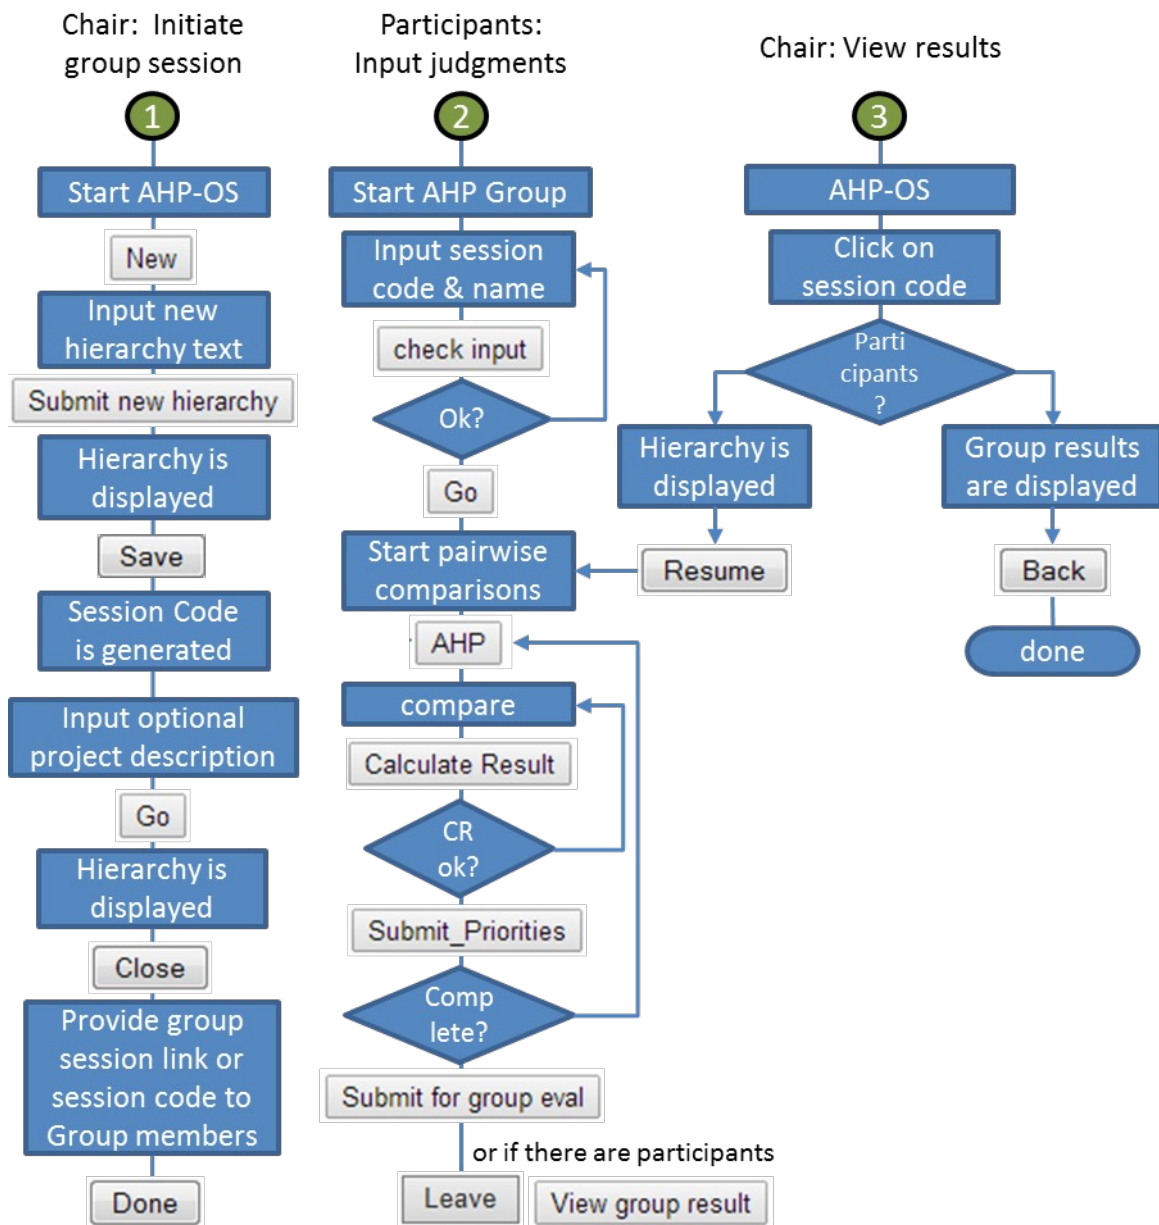 Chair:  Initiate
group session
1
Start AHP-OS
New
Input new
hierarchy text
Submit new hierarchy
Hierarchy is
displayed
Save
Session Code
is generated
Input optional
project description
Go
Hierarchy is
displayed
Close
Provide group
session link or
session code to
Group members
Done
Participants:
Input judgments
2
Start AHP Group
Input session
code & name
check input
Ok?
Go
Start pairwise
comparisons
AHP
compare
Calculate Result
CR
ok?
Submit_Priorities
Comp
lete?
Submit for group eval
or if there are participants
Leave
View group result
Chair: View results
3
AHP-OS
Click on
session code
Parti
cipants
?
Hierarchy is
displayed
Resume
Group results
are displayed
Back
done